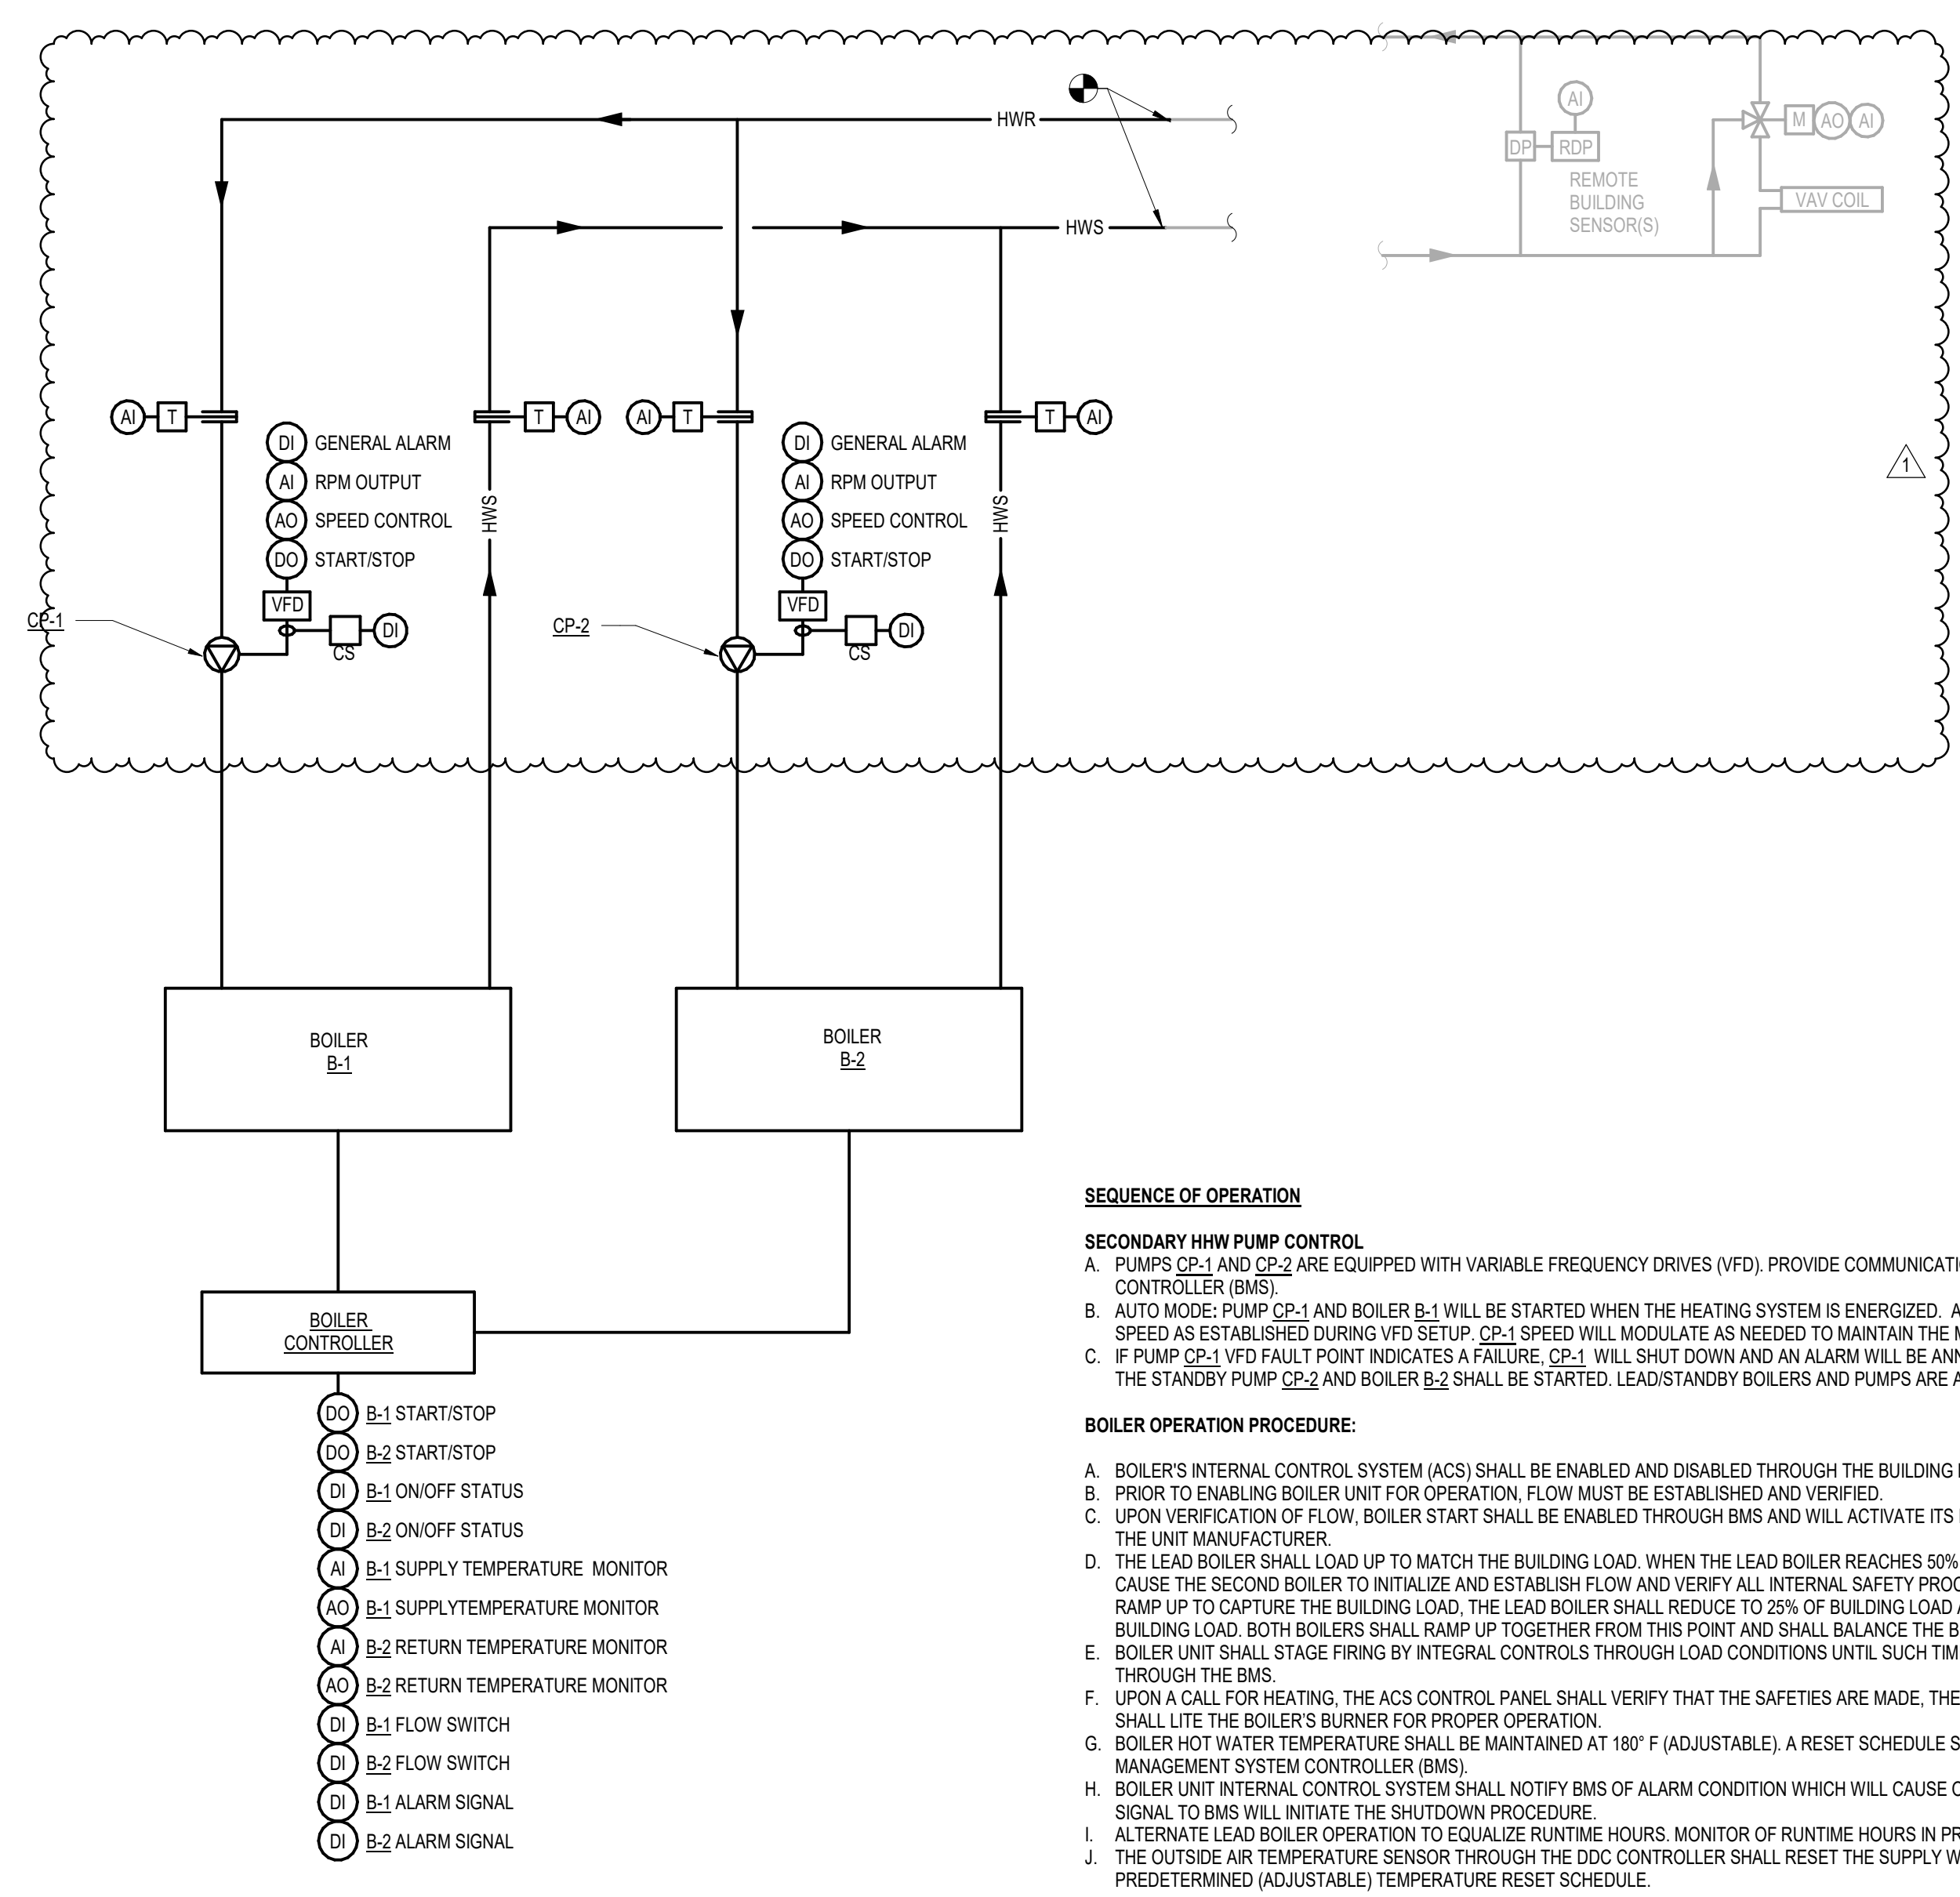 HWR
HWS
AI
DP
RDP
REMOTE
BUILDING
SENSOR(S)
M
AO
AI
VAV COIL
AI
T
T
AI
AI
T
T
AI
DI GENERAL ALARM
AI RPM OUTPUT
AO SPEED CONTROL
DO START/STOP
VFD
CS
DI
CP-1
HWS
DI GENERAL ALARM
AI RPM OUTPUT
AO SPEED CONTROL
DO START/STOP
VFD
CS
DI
CP-2
HWS
1
BOILER
B-1
BOILER
B-2
BOILER
CONTROLLER
DO B-1 START/STOP
DO B-2 START/STOP
DI B-1 ON/OFF STATUS
DI B-2 ON/OFF STATUS
AI B-1 SUPPLY TEMPERATURE MONITOR
AO B-1 SUPPLYTEMPERATURE MONITOR
AI B-2 RETURN TEMPERATURE MONITOR
AO B-2 RETURN TEMPERATURE MONITOR
DI B-1 FLOW SWITCH
DI B-2 FLOW SWITCH
DI B-1 ALARM SIGNAL
DI B-2 ALARM SIGNAL
SEQUENCE OF OPERATION
SECONDARY HHW PUMP CONTROL
A. PUMPS CP-1 AND CP-2 ARE EQUIPPED WITH VARIABLE FREQUENCY DRIVES (VFD). PROVIDE
CONTROLLER (BMS).
B. AUTO MODE: PUMP CP-1 AND BOILER B-1 WILL BE STARTED WHEN THE HEATING SYSTEM IS ENERGIZED.
SPEED AS ESTABLISHED DURING VFD SETUP. CP-1 SPEED WILL MODULATE AS NEEDED TO MAINTAIN THE
C. IF PUMP CP-1 VFD FAULT POINT INDICATES A FAILURE, CP-1 WILL SHUT DOWN AND AN ALARM WILL BE
THE STANDBY PUMP CP-2 AND BOILER B-2 SHALL BE STARTED. LEAD/STANDBY BOILERS AND PUMPS ARE
BOILER OPERATION PROCEDURE:
A. BOILER'S INTERNAL CONTROL SYSTEM (ACS) SHALL BE ENABLED AND DISABLED THROUGH THE BUILDING
B. PRIOR TO ENABLING BOILER UNIT FOR OPERATION, FLOW MUST BE ESTABLISHED AND VERIFIED.
C. UPON VERIFICATION OF FLOW, BOILER START SHALL BE ENABLED THROUGH BMS AND WILL ACTIVATE ITS
THE UNIT MANUFACTURER.
D. THE LEAD BOILER SHALL LOAD UP TO MATCH THE BUILDING LOAD. WHEN THE LEAD BOILER REACHES 50%
CAUSE THE SECOND BOILER TO INITIALIZE AND ESTABLISH FLOW AND VERIFY ALL INTERNAL SAFETY
RAMP UP TO CAPTURE THE BUILDING LOAD, THE LEAD BOILER SHALL REDUCE TO 25% OF BUILDING LOAD
BUILDING LOAD. BOTH BOILERS SHALL RAMP UP TOGETHER FROM THIS POINT AND SHALL BALANCE THE
E. BOILER UNIT SHALL STAGE FIRING BY INTEGRAL CONTROLS THROUGH LOAD CONDITIONS UNTIL SUCH
THROUGH THE BMS.
F. UPON A CALL FOR HEATING, THE ACS CONTROL PANEL SHALL VERIFY THAT THE SAFETIES ARE MADE,
SHALL LITE THE BOILER'S BURNER FOR PROPER OPERATION.
G. BOILER HOT WATER TEMPERATURE SHALL BE MAINTAINED AT 180° F (ADJUSTABLE). A RESET SCHEDULE
MANAGEMENT SYSTEM CONTROLLER (BMS).
H. BOILER UNIT INTERNAL CONTROL SYSTEM SHALL NOTIFY BMS OF ALARM CONDITION WHICH WILL CAUSE
SIGNAL TO BMS WILL INITIATE THE SHUTDOWN PROCEDURE.
I. ALTERNATE LEAD BOILER OPERATION TO EQUALIZE RUNTIME HOURS. MONITOR OF RUNTIME HOURS IN
J. THE OUTSIDE AIR TEMPERATURE SENSOR THROUGH THE DDC CONTROLLER SHALL RESET THE SUPPLY
PREDETERMINED (ADJUSTABLE) TEMPERATURE RESET SCHEDULE.